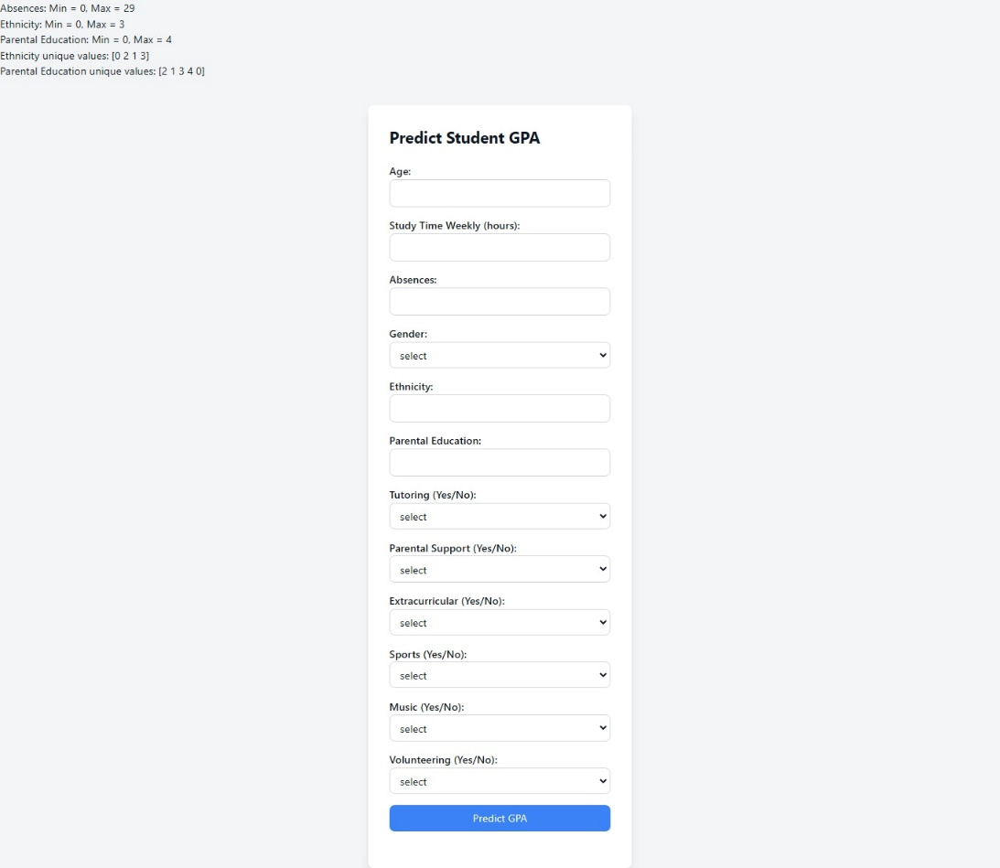 Absences: Min = 0, Max = 29
Ethnicity: Min = 0, Max = 3
Parental Education: Min = 0, Max = 4
Ethnicity unique values: [0 2 1 3]
Parental Education unique values: [2 1 3 4 0]
Predict Student GPA
Age:
Study Time Weekly (hours):
Absences:
Gender:
select
Ethnicity:
Parental Education:
Tutoring (Yes/No):
select
Parental Support (Yes/No):
select
Extracurricular (Yes/No):
select
Sports (Yes/No):
select
Music (Yes/No):
select
Volunteering (Yes/No):
select
Predict GPA